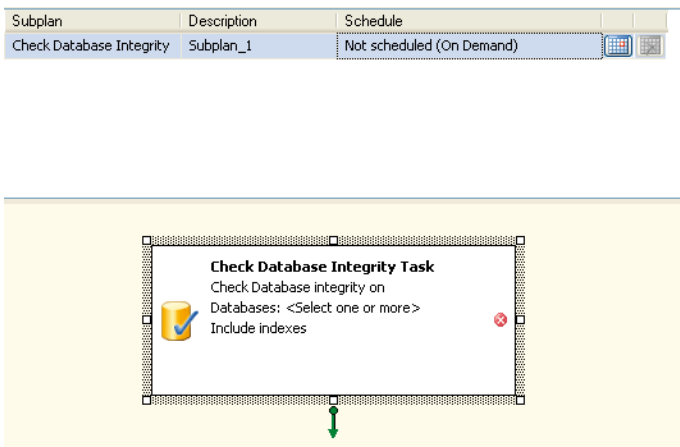 Subplan Description Schedule
Check Database Integrity Subplan_1 Not scheduled (On Demand)
Check Database Integrity Task
Check Database integrity on
Databases: <Select one or more>
Include indexes